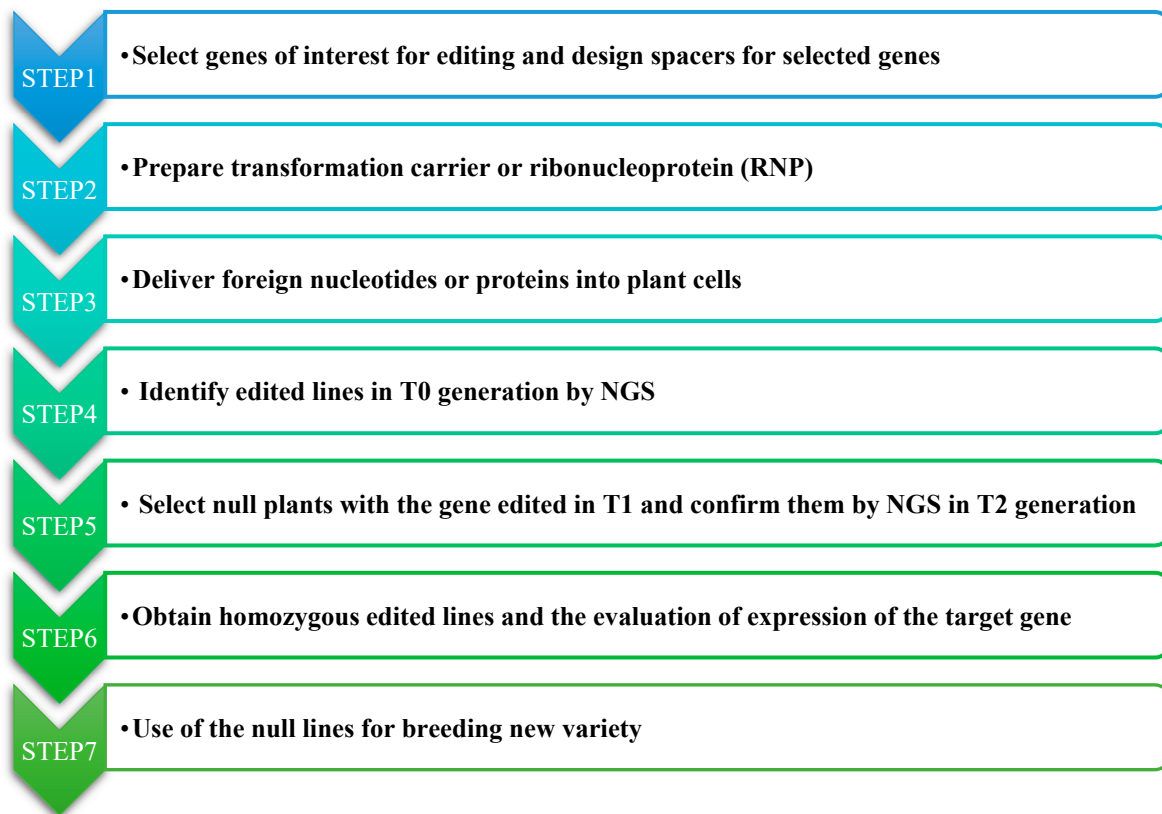 STEP1
•Select genes of interest for editing and design spacers for selected genes
STEP2
•Prepare transformation carrier or ribonucleoprotein (RNP)
STEP3
•Deliver foreign nucleotides or proteins into plant cells
STEP4
• Identify edited lines in T0 generation by NGS
STEP5
• Select null plants with the gene edited in T1 and confirm them by NGS in T2 generation
STEP6
•Obtain homozygous edited lines and the evaluation of expression of the target gene
STEP7
•Use of the null lines for breeding new variety